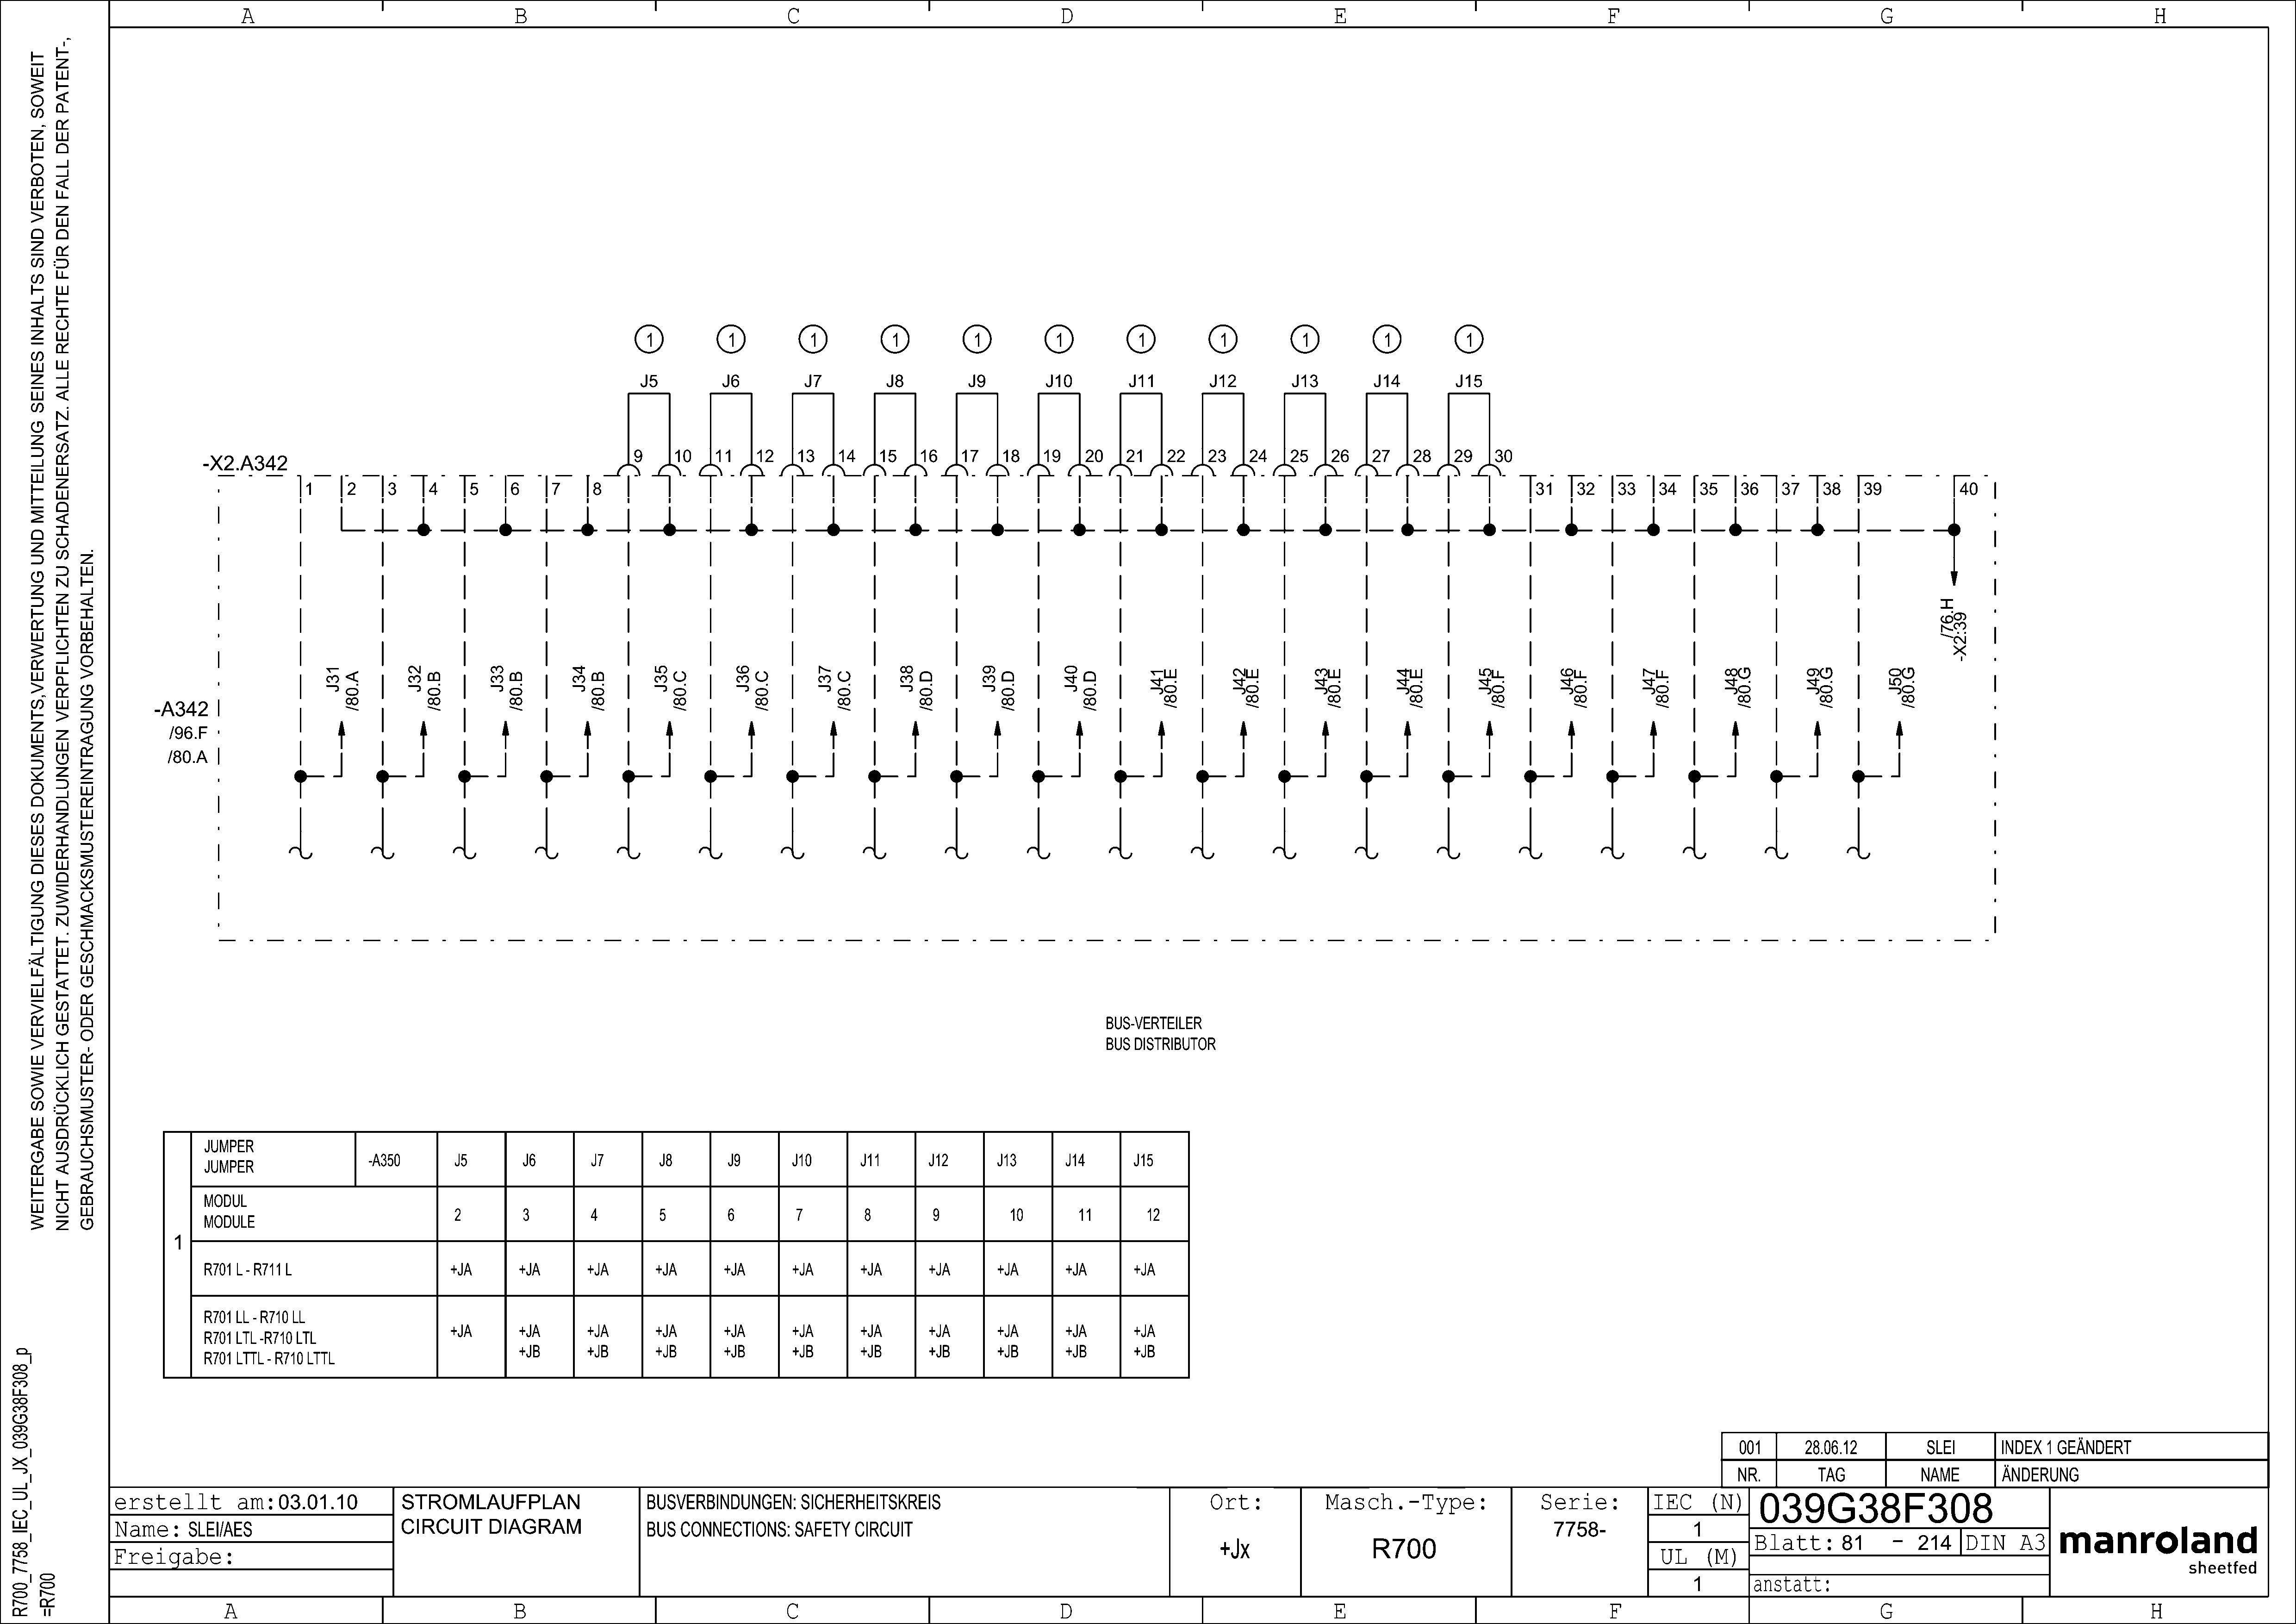 A B C D E F G H
WEITERGABE SOWIE VERVIELFÄLTIGUNG DIESES DOKUMENTS,VERWERTUNG UND MITTEILUNG SEINES INHALTS SIND VERBOTEN, SOWEIT
NICHT AUSDRÜCKLICH GESTATTET. ZUWIDERHANDLUNGEN VERPFLICHTEN ZU SCHADENERSATZ. ALLE RECHTE FÜR DEN FALL DER PATENT-,
GEBRAUCHSMUSTER- ODER GESCHMACKSMUSTEREINTRAGUNG VORBEHALTEN.
1 1 1 1 1 1 1 1 1 1 1
J5 J6 J7 J8 J9 J10 J11 J12 J13 J14 J15
9 10 11 12 13 14 15 16 17 18 19 20 21 22 23 24 25 26 27 28 29 30
-X2.A342
1 2 3 4 5 6 7 8 31 32 33 34 35 36 37 38 39 40
/76.H
-X2:39
J31 J32 J33 J34 J35 J36 J37 J38 J39 J40 J41 J42 J43 J44 J45 J46 J47 J48 J49 J50
/80.A /80.B /80.B /80.B /80.C /80.C /80.C /80.D /80.D /80.D /80.E /80.E /80.E /80.E /80.F /80.F /80.F /80.G /80.G /80.G
-A342
/96.F
/80.A
BUS-VERTEILER
BUS DISTRIBUTOR
1
JUMPER
JUMPER
-A350 J5 J6 J7 J8 J9 J10 J11 J12 J13 J14 J15
MODUL
MODULE
2 3 4 5 6 7 8 9 10 11 12
R701 L - R711 L +JA +JA +JA +JA +JA +JA +JA +JA +JA +JA +JA
R701 LL - R710 LL
R701 LTL -R710 LTL
R701 LTTL - R710 LTTL
+JA +JA +JA +JA +JA +JA +JA +JA +JA +JA +JA
+JB +JB +JB +JB +JB +JB +JB +JB +JB +JB
001 28.06.12 SLEI INDEX 1 GEÄNDERT
NR. TAG NAME ÄNDERUNG
erstellt am: 03.01.10
Name: SLEI/AES
Freigabe:
STROMLAUFPLAN
CIRCUIT DIAGRAM
BUSVERBINDUNGEN: SICHERHEITSKREIS
BUS CONNECTIONS: SAFETY CIRCUIT
Ort:
+Jx
Masch.-Type:
R700
Serie:
7758-
IEC (N)
1
UL (M)
1
039G38F308
Blatt: 81 - 214 DIN A3
anstatt:
manroland
sheetfed
R700_7758_IEC_UL_JX_039G38F308_p
=R700
A B C D E F G H